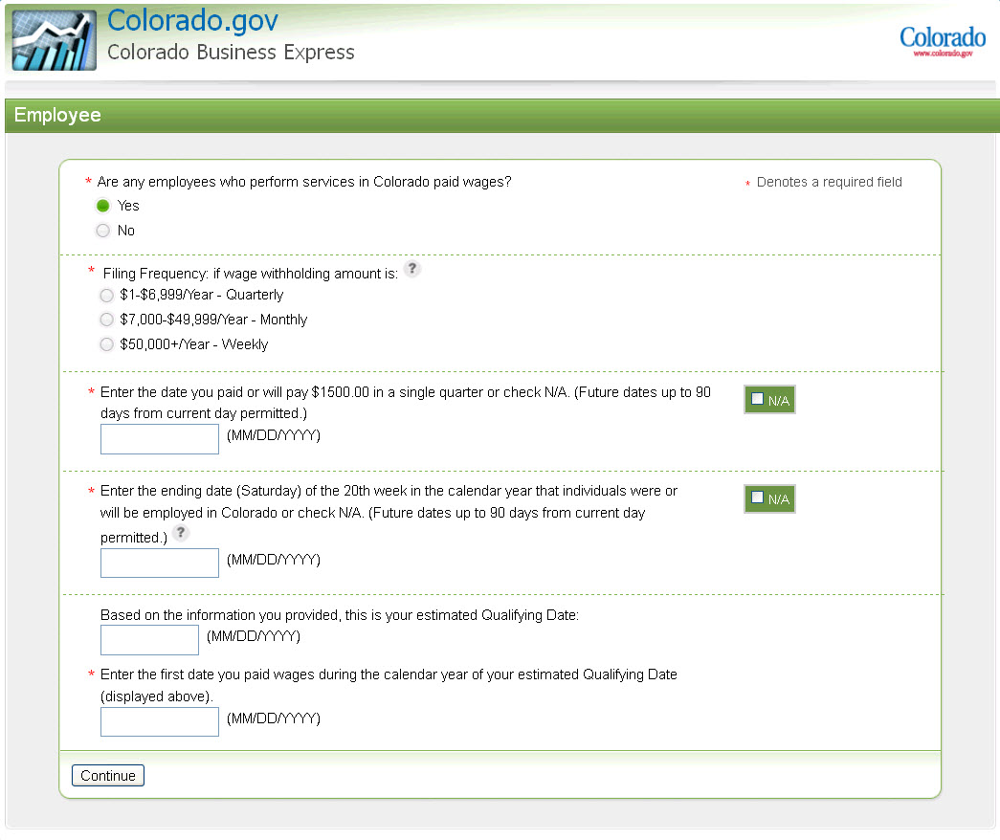 Colorado.gov
Colorado Business Express
Colorado
www.colorado.gov
Employee
* Are any employees who perform services in Colorado paid wages?
* Denotes a required field
Yes
No
* Filing Frequency: if wage withholding amount is: ?
$1-$6,999/Year - Quarterly
$7,000-$49,999/Year - Monthly
$50,000+/Year - Weekly
* Enter the date you paid or will pay $1500.00 in a single quarter or check N/A. (Future dates up to 90
days from current day permitted.)
N/A
(MM/DD/YYYY)
* Enter the ending date (Saturday) of the 20th week in the calendar year that individuals were or
will be employed in Colorado or check N/A. (Future dates up to 90 days from current day
permitted.) ?
N/A
(MM/DD/YYYY)
Based on the information you provided, this is your estimated Qualifying Date:
(MM/DD/YYYY)
* Enter the first date you paid wages during the calendar year of your estimated Qualifying Date
(displayed above).
(MM/DD/YYYY)
Continue